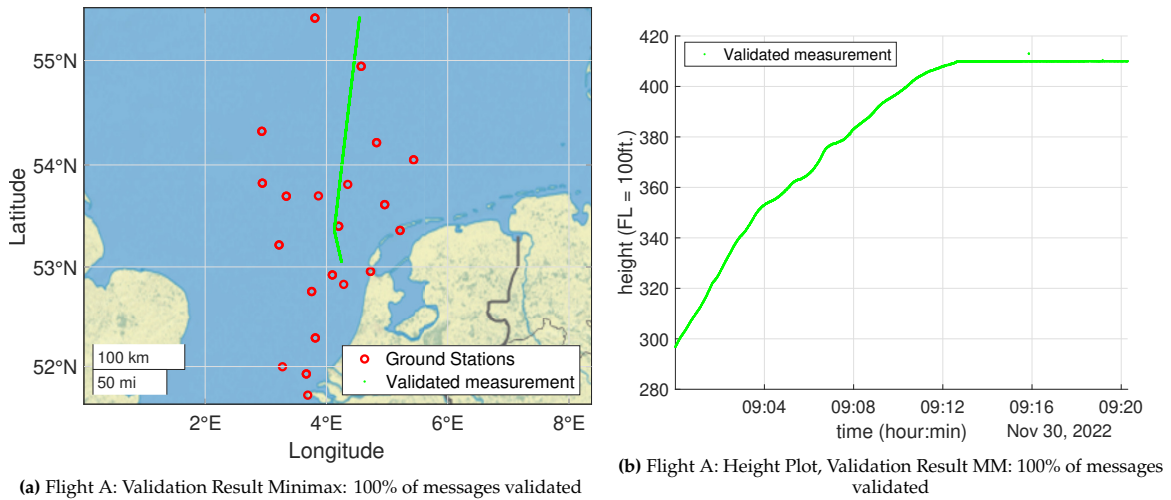 55°N
54°N
53°N
52°N
Latitude
100 km
50 mi
Ground Stations
Validated measurement
2°E
4°E
6°E
8°E
Longitude
(a) Flight A: Validation Result Minimax: 100% of messages validated
420
400
380
360
340
320
300
280
height (FL = 100ft.)
Validated measurement
09:04
09:08
09:12
09:16
09:20
time (hour:min)
Nov 30, 2022
(b) Flight A: Height Plot, Validation Result MM: 100% of messages
validated